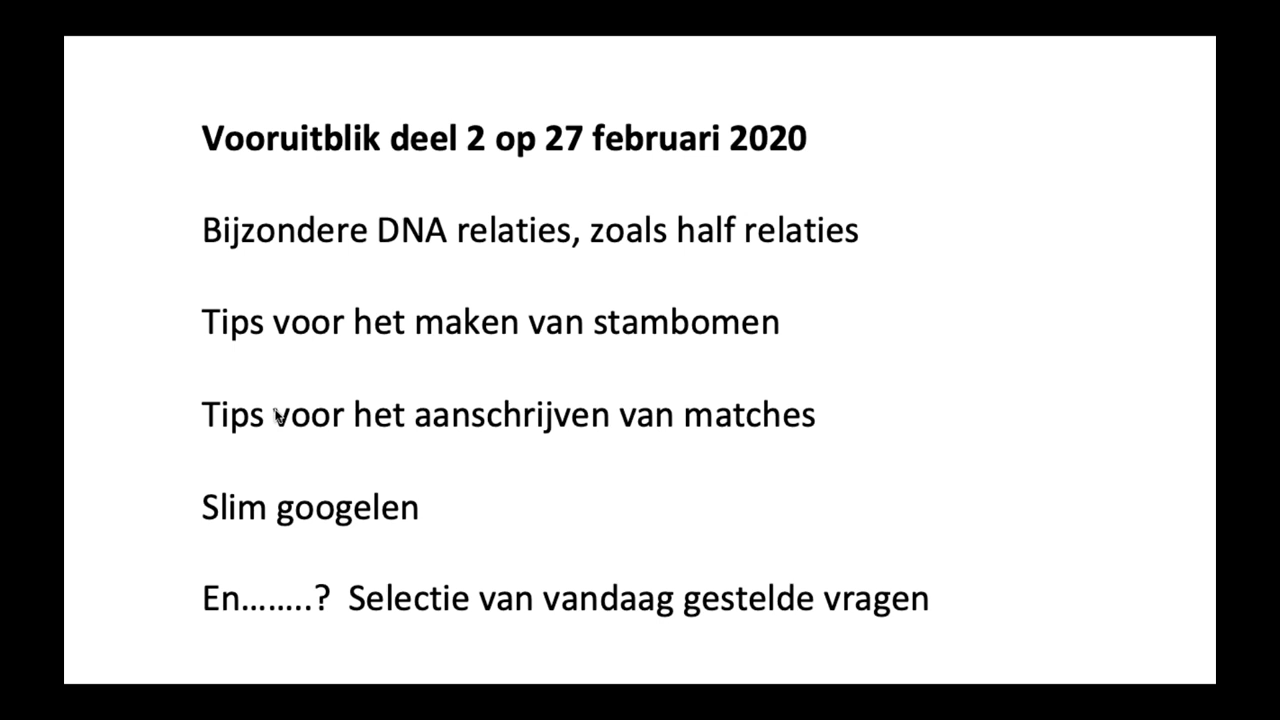 Vooruitblik deel 2 op 27 februari 2020
Bijzondere DNA relaties, zoals half relaties
Tips voor het maken van stambomen
Tips voor het aanschrijven van matches
Slim googelen
En........?  Selectie van vandaag gestelde vragen